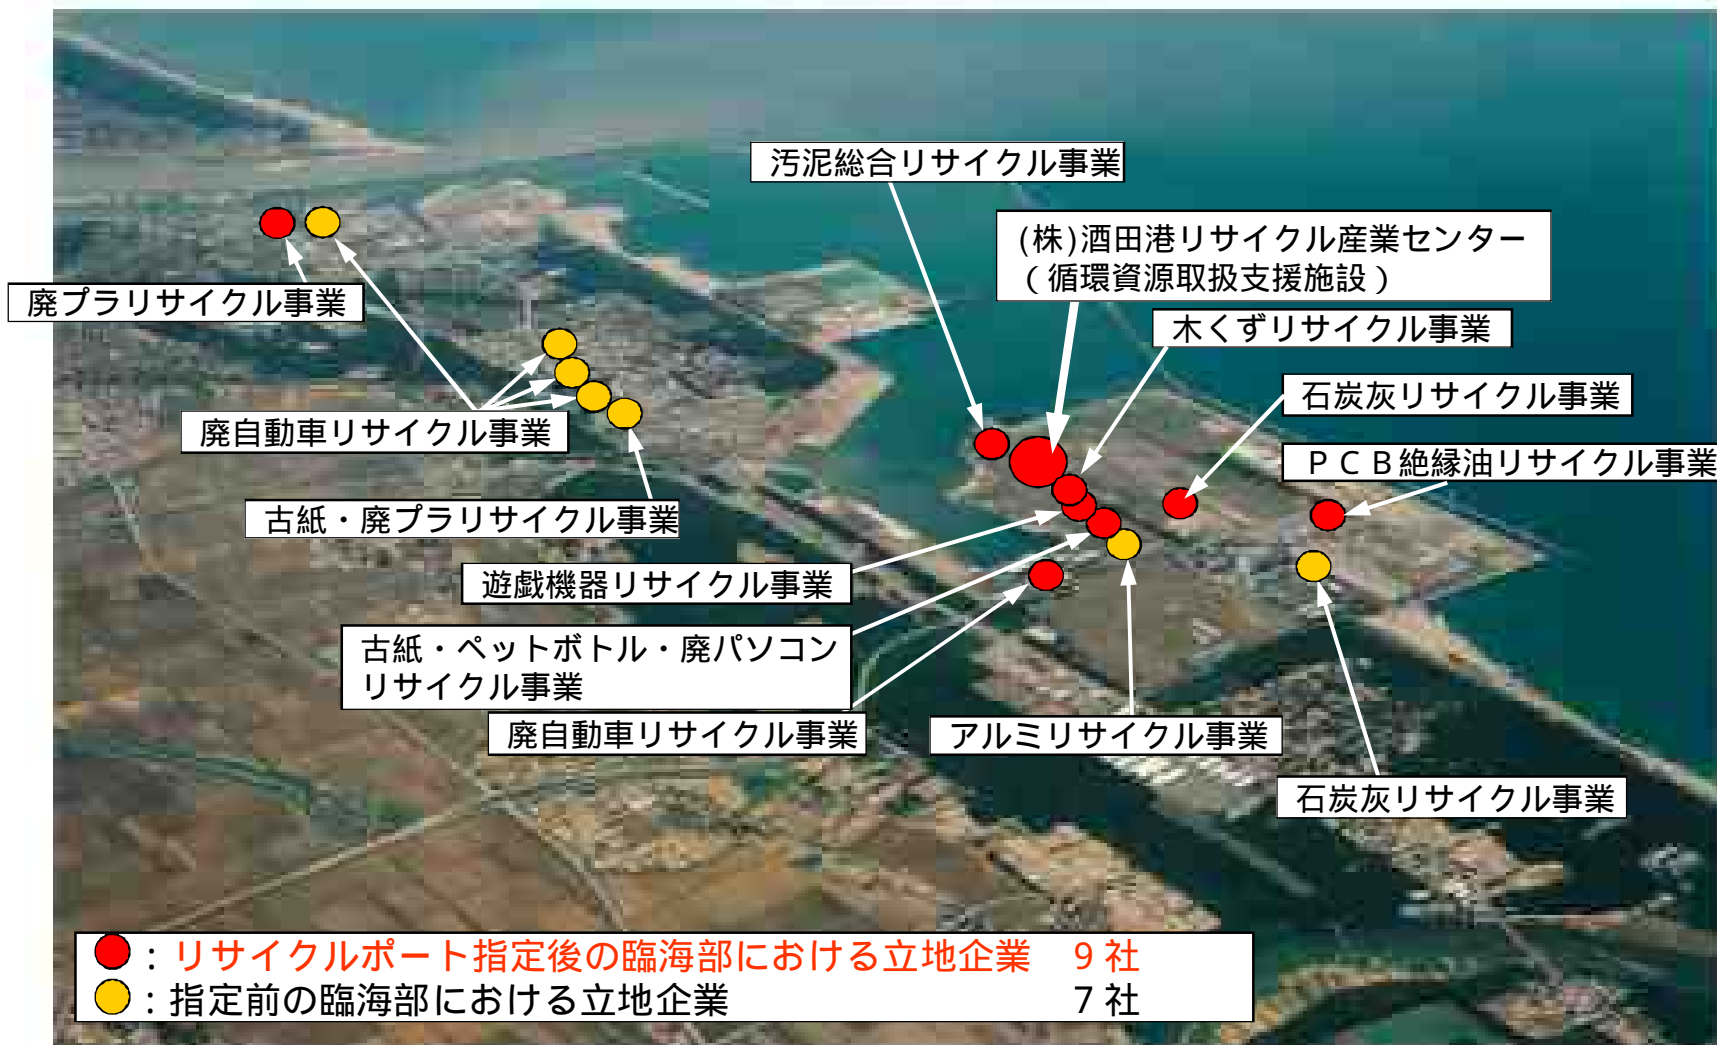 汚泥総合リサイクル事業
(株)酒田港リサイクル産業センター
（循環資源取扱支援施設）
廃プラリサイクル事業
木くずリサイクル事業
石炭灰リサイクル事業
廃自動車リサイクル事業
ＰＣＢ絶縁油リサイクル事業
古紙・廃プラリサイクル事業
遊戯機器リサイクル事業
古紙・ペットボトル・廃パソコン
リサイクル事業
廃自動車リサイクル事業
アルミリサイクル事業
石炭灰リサイクル事業
：リサイクルポート指定後の臨海部における立地企業　９社
：指定前の臨海部における立地企業　７社